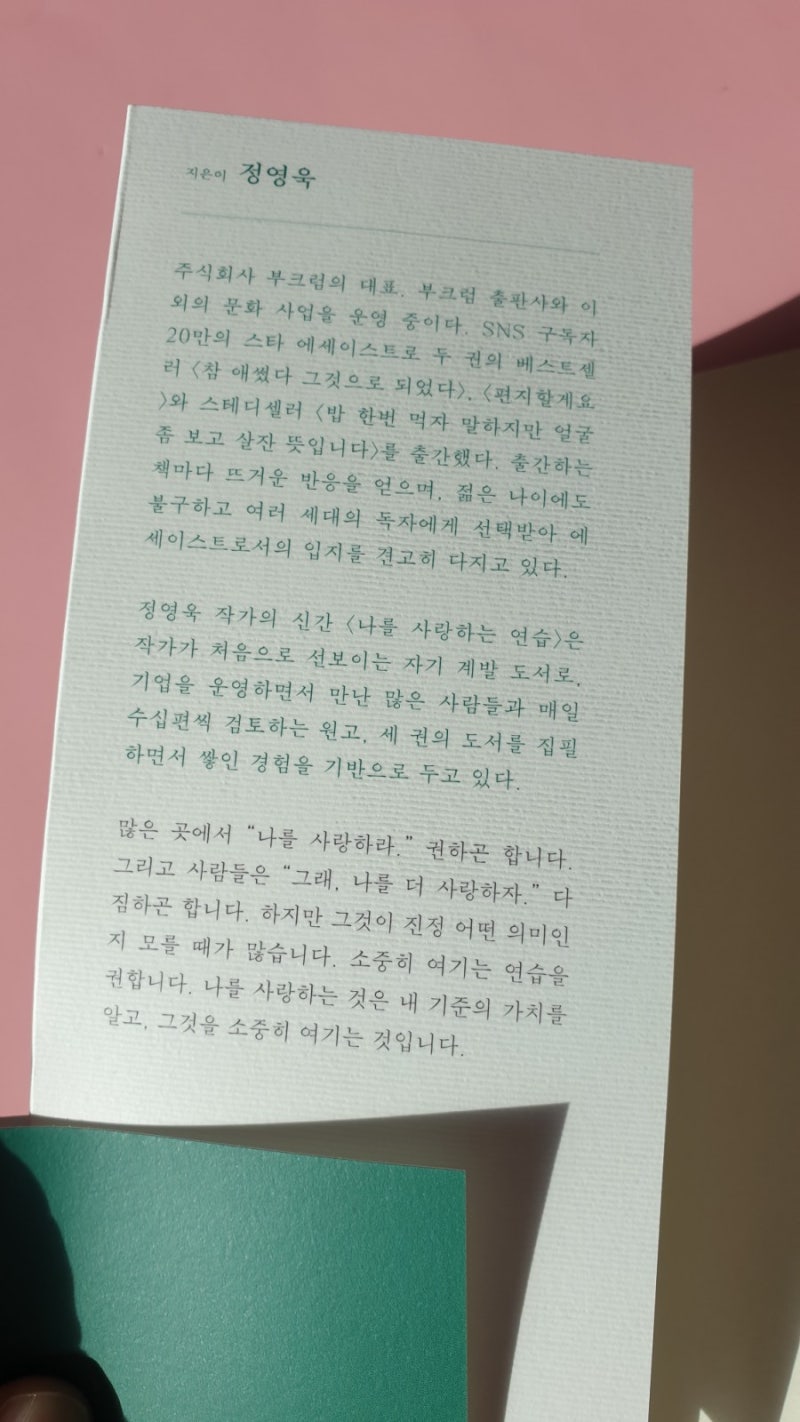 지은이 정영욱
주식회사 부크럼의 대표. 부크럼 출판사와 이
외의 문화 사업을 운영 중이다. SNS 구독자
20만의 스타 에세이스트로 두 권의 베스트셀
러 〈참 애썼다 그것으로 되었다〉, 〈편지할게요
〉와 스테디셀러 〈밥 한번 먹자 말하지만 얼굴
좀 보고 살잔 뜻입니다〉를 출간했다. 출간하는
책마다 뜨거운 반응을 얻으며, 젊은 나이에도
불구하고 여러 세대의 독자에게 선택받아 에
세이스트로서의 입지를 견고히 다지고 있다.
정영욱 작가의 신간 〈나를 사랑하는 연습〉은
작가가 처음으로 선보이는 자기 계발 도서로,
기업을 운영하면서 만난 많은 사람들과 매일
수십편씩 검토하는 원고, 세 권의 도서를 집필
하면서 쌓인 경험을 기반으로 두고 있다.
많은 곳에서 “나를 사랑하라.” 권하곤 합니다.
그리고 사람들은 “그래, 나를 더 사랑하자.” 다
짐하곤 합니다. 하지만 그것이 진정 어떤 의미인
지 모를 때가 많습니다. 소중히 여기는 연습을
권합니다. 나를 사랑하는 것은 내 기준의 가치를
알고, 그것을 소중히 여기는 것입니다.